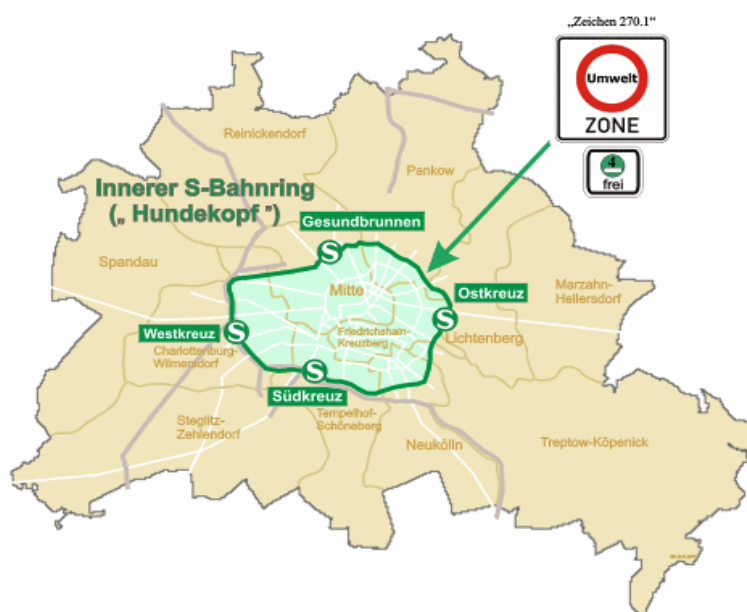 „Zeichen 270.1“
Umwelt
ZONE
4
frei
Reinickendorf
Pankow
Innerer S-Bahnring
(„ Hundekopf ”)
Gesundbrunnen
S
Spandau
Mitte
Ostkreuz
Marzahn-
Hellersdorf
S
Westkreuz
S
Friedrichshain-
Kreuzberg
Lichtenberg
Charlottenburg-
Wilmersdorf
S
Südkreuz
Steglitz-
Zehlendorf
Tempelhof-
Schöneberg
Neukölln
Treptow-Köpenick